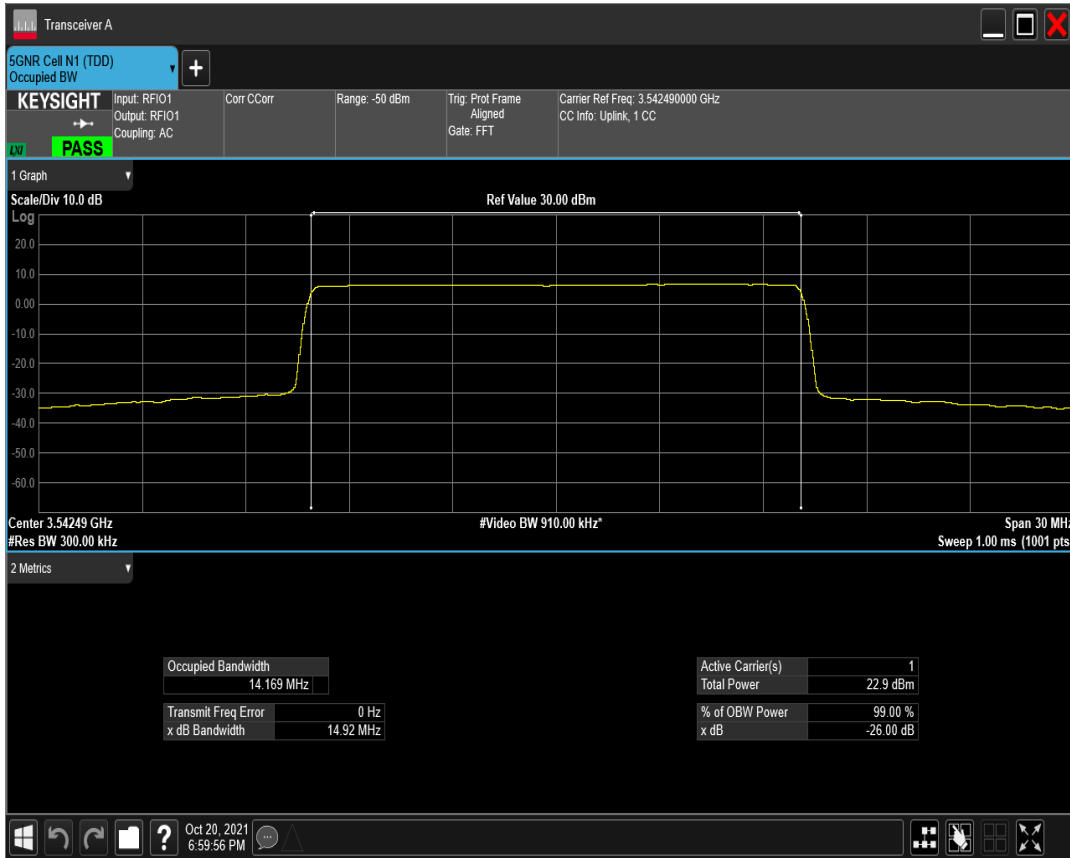 Transceiver A
5GNR Cell N1 (TDD)
Occupied BW
+
KEYSIGHT
LXI
PASS
Input: RFIO1
Output: RFIO1
Coupling: AC
Corr CCorr
Range: -50 dBm
Trig: Prot Frame
Aligned
Gate: FFT
Carrier Ref Freq: 3.542490000 GHz
CC Info: Uplink, 1 CC
1 Graph
Scale/Div 10.0 dB
Ref Value 30.00 dBm
Log
20.0
10.0
0.00
-10.0
-20.0
-30.0
-40.0
-50.0
-60.0
Center 3.54249 GHz
#Video BW 910.00 kHz*
Span 30 MHz
#Res BW 300.00 kHz
Sweep 1.00 ms (1001 pts
2 Metrics
Occupied Bandwidth
14.169 MHz
Transmit Freq Error 0 Hz
x dB Bandwidth 14.92 MHz
Active Carrier(s) 1
Total Power 22.9 dBm
% of OBW Power 99.00 %
x dB -26.00 dB
?
Oct 20, 2021
6:59:56 PM